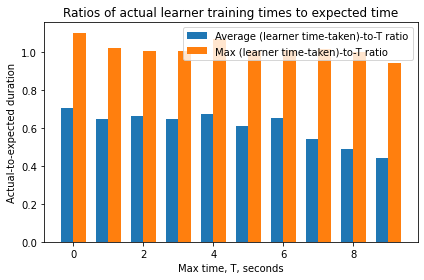 Ratios of actual learner training times to expected time
Average (learner time-taken)-to-T ratio
Max (learner time-taken)-to-T ratio
Actual-to-expected duration
1.0
0.8
0.6
0.4
0.2
0.0
0 2 4 6 8
Max time, T, seconds